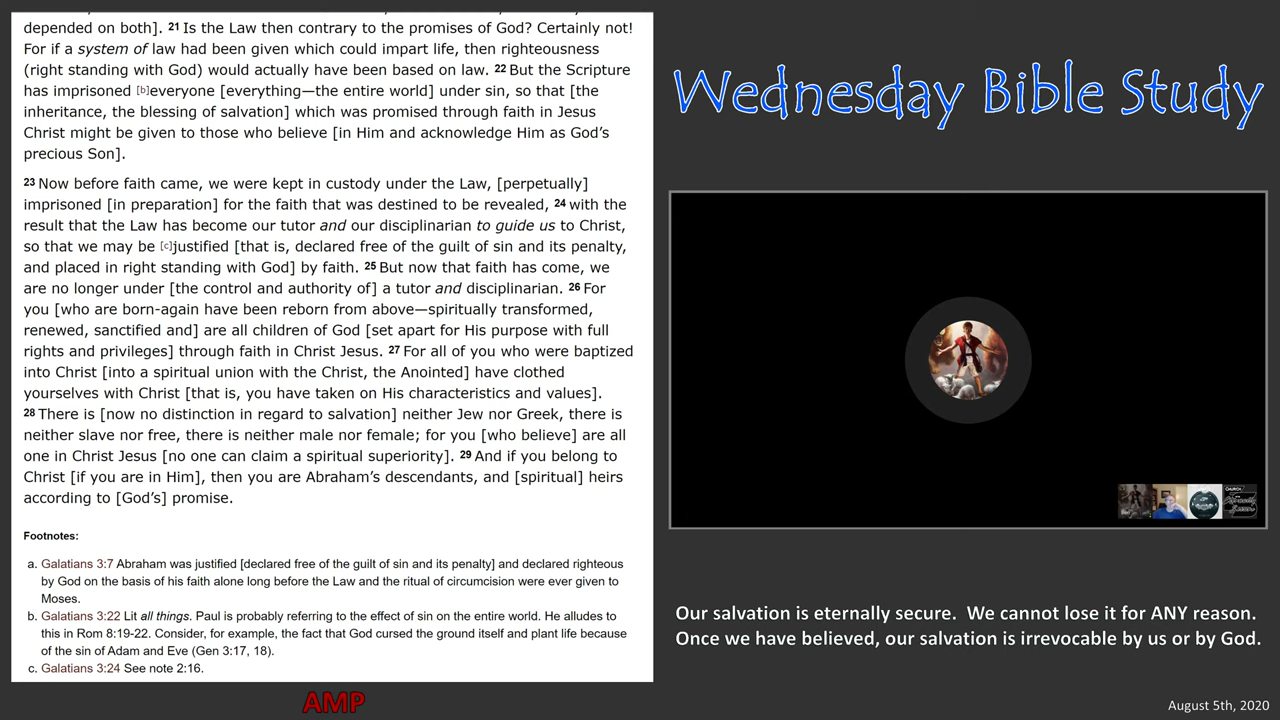 depended on both]. 21 Is the Law then contrary to the promises of God? Certainly not!
For if a system of law had been given which could impart life, then righteousness
(right standing with God) would actually have been based on law. 22 But the Scripture
has imprisoned [b]everyone [everything—the entire world] under sin, so that [the
inheritance, the blessing of salvation] which was promised through faith in Jesus
Christ might be given to those who believe [in Him and acknowledge Him as God’s
precious Son].
23 Now before faith came, we were kept in custody under the Law, [perpetually]
imprisoned [in preparation] for the faith that was destined to be revealed, 24 with the
result that the Law has become our tutor and our disciplinarian to guide us to Christ,
so that we may be [c]justified [that is, declared free of the guilt of sin and its penalty,
and placed in right standing with God] by faith. 25 But now that faith has come, we
are no longer under [the control and authority of] a tutor and disciplinarian. 26 For
you [who are born-again have been reborn from above—spiritually transformed,
renewed, sanctified and] are all children of God [set apart for His purpose with full
rights and privileges] through faith in Christ Jesus. 27 For all of you who were baptized
into Christ [into a spiritual union with the Christ, the Anointed] have clothed
yourselves with Christ [that is, you have taken on His characteristics and values].
28 There is [now no distinction in regard to salvation] neither Jew nor Greek, there is
neither slave nor free, there is neither male nor female; for you [who believe] are all
one in Christ Jesus [no one can claim a spiritual superiority]. 29 And if you belong to
Christ [if you are in Him], then you are Abraham’s descendants, and [spiritual] heirs
according to [God’s] promise.
Footnotes:
a. Galatians 3:7 Abraham was justified [declared free of the guilt of sin and its penalty] and declared righteous
by God on the basis of his faith alone long before the Law and the ritual of circumcision were ever given to
Moses.
b. Galatians 3:22 Lit all things. Paul is probably referring to the effect of sin on the entire world. He alludes to
this in Rom 8:19-22. Consider, for example, the fact that God cursed the ground itself and plant life because
of the sin of Adam and Eve (Gen 3:17, 18).
c. Galatians 3:24 See note 2:16.
AMP
Wednesday Bible Study
Our salvation is eternally secure. We cannot lose it for ANY reason.
Once we have believed, our salvation is irrevocable by us or by God.
August 5th, 2020